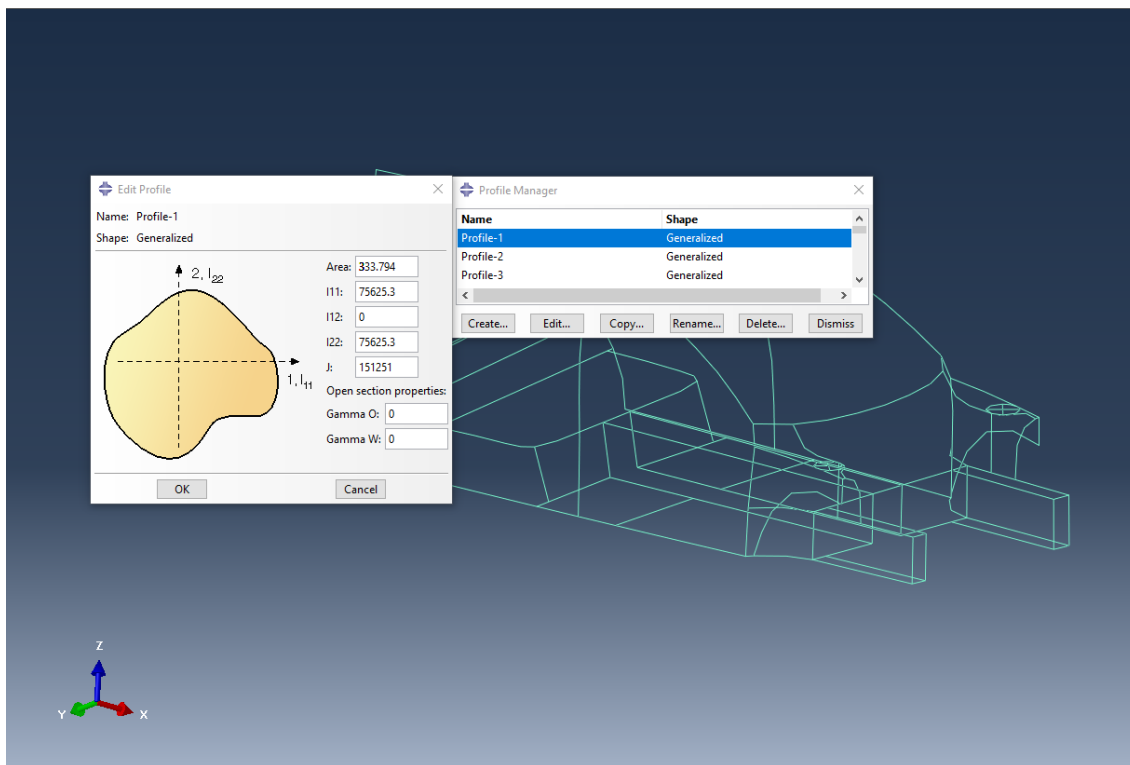 Edit Profile
Name: Profile-1
Shape: Generalized
2, I22
1, I11
Area: 333.794
I11: 75625.3
I12: 0
I22: 75625.3
J: 151251
Open section properties:
Gamma O: 0
Gamma W: 0
OK
Cancel
Profile Manager
Name Shape
Profile-1 Generalized
Profile-2 Generalized
Profile-3 Generalized
Create... Edit... Copy... Rename... Delete... Dismiss
Z
Y
X